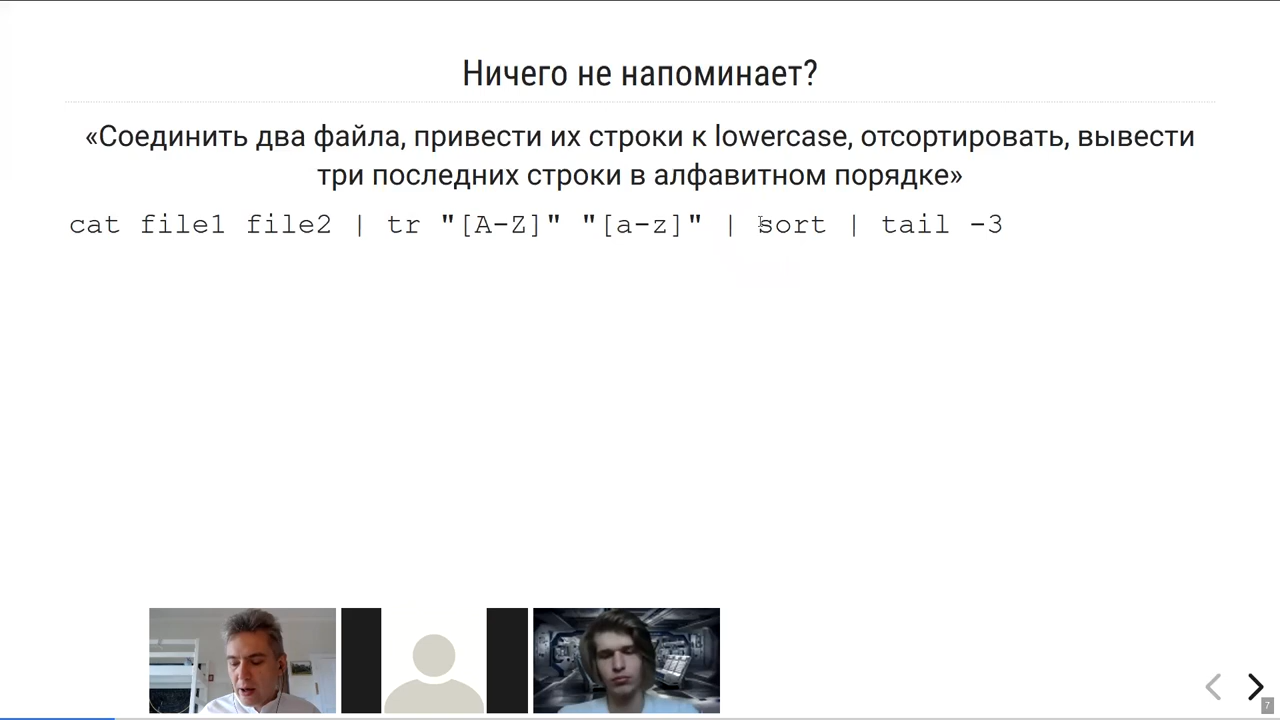 Ничего не напоминает?
«Соединить два файла, привести их строки к lowercase, отсортировать, вывести
три последних строки в алфавитном порядке»
cat file1 file2 | tr "[A-Z]" "[a-z]" | sort | tail -3
7